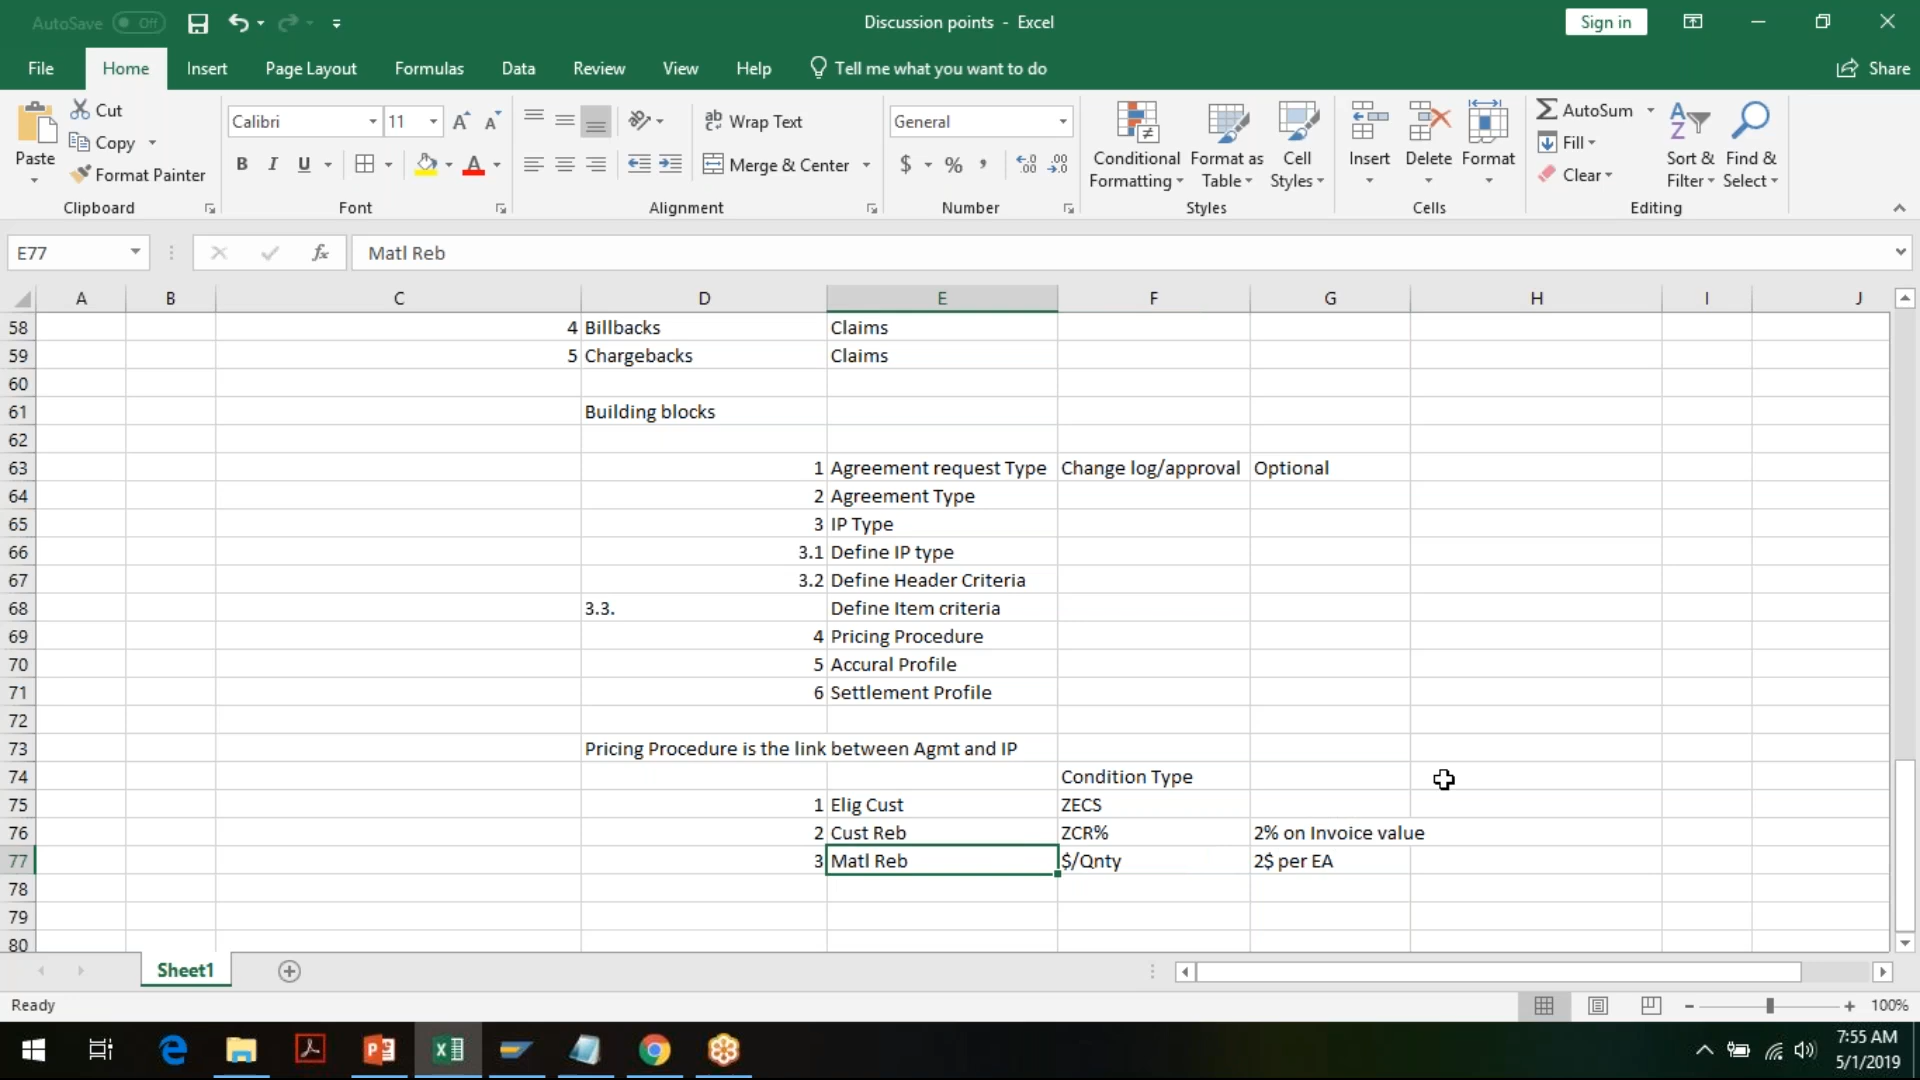 AutoSave Off
Discussion points - Excel
Sign in
File Home Insert Page Layout Formulas Data Review View Help Tell me what you want to do Share
Paste
Cut
Copy
Format Painter
Clipboard
Calibri 11
B I U
Font
Wrap Text
Merge & Center
Alignment
General
$ % ,
Number
Conditional Formatting
Format as Table
Cell Styles
Styles
Insert Delete Format
Cells
AutoSum
Fill
Clear
Sort & Filter
Find & Select
Editing
E77 fx Matl Reb
A B C D E F G H I J
58 4 Billbacks Claims
59 5 Chargebacks Claims
60
61 Building blocks
62
63 1 Agreement request Type Change log/approval Optional
64 2 Agreement Type
65 3 IP Type
66 3.1 Define IP type
67 3.2 Define Header Criteria
68 3.3. Define Item criteria
69 4 Pricing Procedure
70 5 Accural Profile
71 6 Settlement Profile
72
73 Pricing Procedure is the link between Agmt and IP
74 Condition Type
75 1 Elig Cust ZECS
76 2 Cust Reb ZCR% 2% on Invoice value
77 3 Matl Reb $/Qnty 2$ per EA
78
79
80
Sheet1
Ready
100%
7:55 AM
5/1/2019